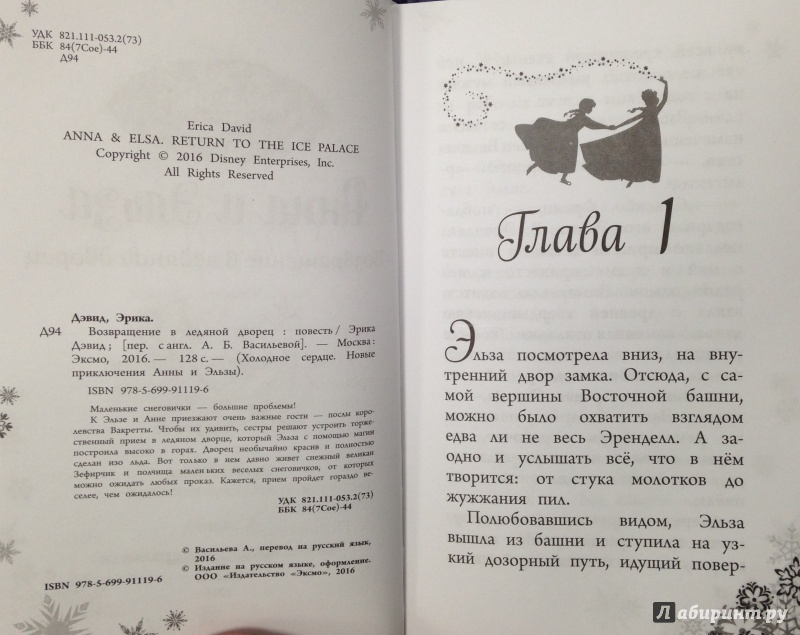 УДК 821.111-053.2(73)
ББК 84(7Сое)-44
Д94
Erica David
ANNA & ELSA. RETURN TO THE ICE PALACE
Copyright © 2016 Disney Enterprises, Inc.
All Rights Reserved
Дэвид, Эрика.
Д94 Возвращение в ледяной дворец : повесть / Эрика
Дэвид ; [пер. с англ. А. Б. Васильевой]. — Москва :
Эксмо, 2016. — 128 с. — (Холодное сердце. Новые
приключения Анны и Эльзы).
ISBN 978-5-699-91119-6
Маленькие снеговички — большие проблемы!
К Эльзе и Анне приезжают очень важные гости — послы коро-
левства Вакретты. Чтобы их удивить, сестры решают устроить торже-
ственный прием в ледяном дворце, который Эльза с помощью магии
построила высоко в горах. Дворец необычайно красив и полностью
сделан изо льда. Вот только в нем давно живет снежный великан
Зефирчик и полчища маленьких веселых снеговичков, от которых
можно ожидать любых проказ. Кажется, прием пройдет гораздо ве-
селее, чем ожидалось!
УДК 821.111-053.2(73)
ББК 84(7Сое)-44
© Васильева А., перевод на русский язык,
2016
© Издание на русском языке, оформление.
ООО «Издательство «Эксмо», 2016
ISBN 978-5-699-91119-6
Глава 1
Эльза посмотрела вниз, на вну-
тренний двор замка. Отсюда, с са-
мой вершины Восточной башни,
можно было охватить взглядом
едва ли не весь Эренделл. А за-
одно и услышать всё, что в нём
творится: от стука молотков до
жужжания пил.
Полюбовавшись видом, Эльза
вышла из башни и ступила на уз-
кий дозорный путь, идущий повер-
Лабиринт.ру